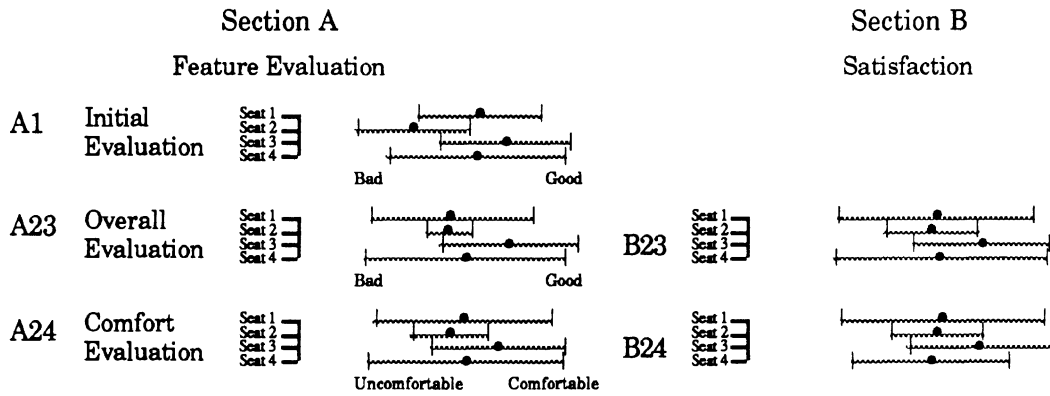 Section A
Section B
Feature Evaluation
Satisfaction
A1
Initial
Evaluation
Seat 1
Seat 2
Seat 3
Seat 4
Bad
Good
A23
Overall
Evaluation
Seat 1
Seat 2
Seat 3
Seat 4
Bad
Good
B23
Seat 1
Seat 2
Seat 3
Seat 4
A24
Comfort
Evaluation
Seat 1
Seat 2
Seat 3
Seat 4
Uncomfortable
Comfortable
B24
Seat 1
Seat 2
Seat 3
Seat 4